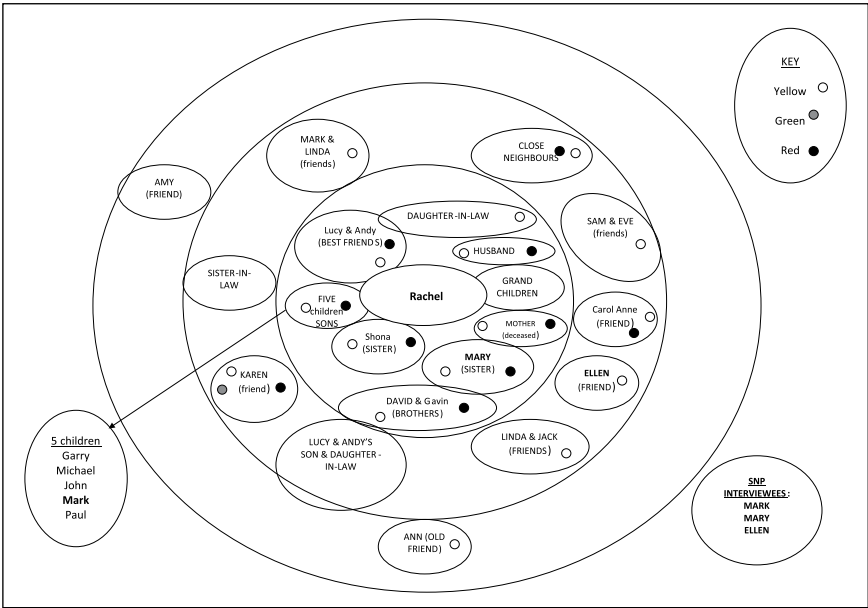 KEY
Yellow
Green
Red
MARK &
LINDA
(friends)
CLOSE
NEIGHBOURS
AMY
(FRIEND)
DAUGHTER-IN-LAW
SAM & EVE
(friends)
Lucy & Andy
(BEST FRIENDS)
HUSBAND
SISTER-IN-
LAW
GRAND
CHILDREN
Rachel
FIVE
children
SONS
Carol Anne
(FRIEND)
MOTHER
(deceased)
Shona
(SISTER)
MARY
(SISTER)
KAREN
(friend)
ELLEN
(FRIEND)
DAVID & Gavin
(BROTHERS)
LUCY & ANDY'S
SON & DAUGHTER -
IN-LAW
LINDA & JACK
(FRIENDS)
5 children
Garry
Michael
John
Mark
Paul
SNP
INTERVIEWEES :
MARK
MARY
ELLEN
ANN (OLD
FRIEND)